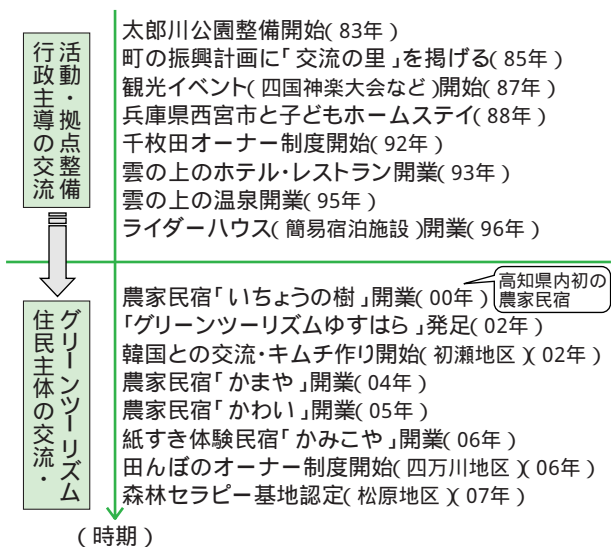 活動・拠点整備
行政主導の交流
太郎川公園整備開始(83年)
町の振興計画に「交流の里」を掲げる(85年)
観光イベント(四国神楽大会など)開始(87年)
兵庫県西宮市と子どもホームステイ(88年)
千枚田オーナー制度開始(92年)
雲の上のホテル・レストラン開業(93年)
雲の上の温泉開業(95年)
ライダーハウス(簡易宿泊施設)開業(96年)
グリーンツーリズム
住民主体の交流・
農家民宿「いちょうの樹」開業(00年)
高知県内初の
農家民宿
「グリーンツーリズムゆすはら」発足(02年)
韓国との交流・キムチ作り開始(初瀬地区)(02年)
農家民宿「かまや」開業(04年)
農家民宿「かわい」開業(05年)
紙すき体験民宿「かみこや」開業(06年)
田んぼのオーナー制度開始(四万川地区)(06年)
森林セラピー基地認定(松原地区)(07年)
(時期)